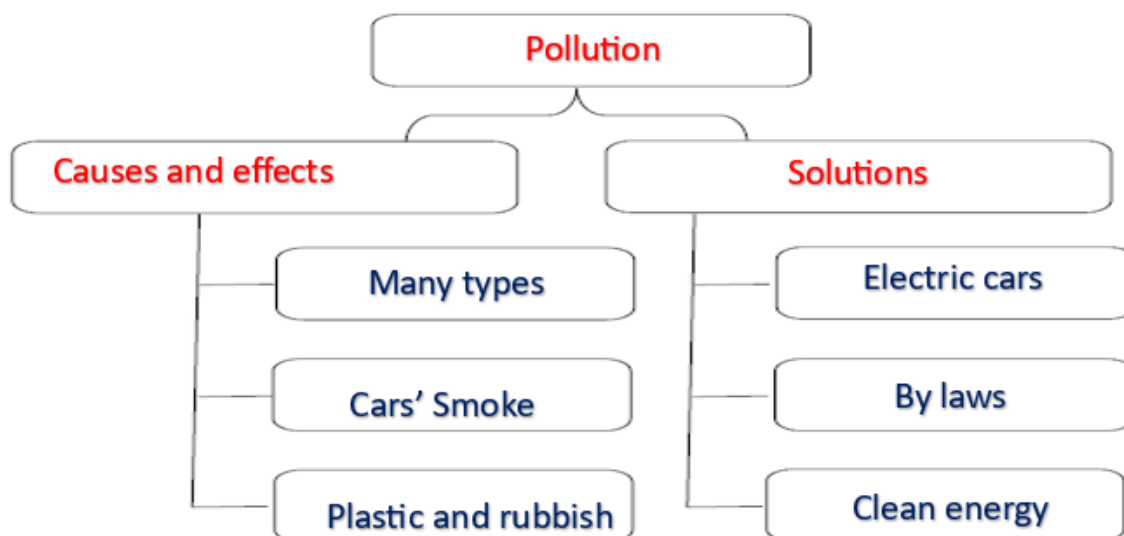 Pollution
Causes and effects
Many types
Cars’ Smoke
Plastic and rubbish
Solutions
Electric cars
By laws
Clean energy